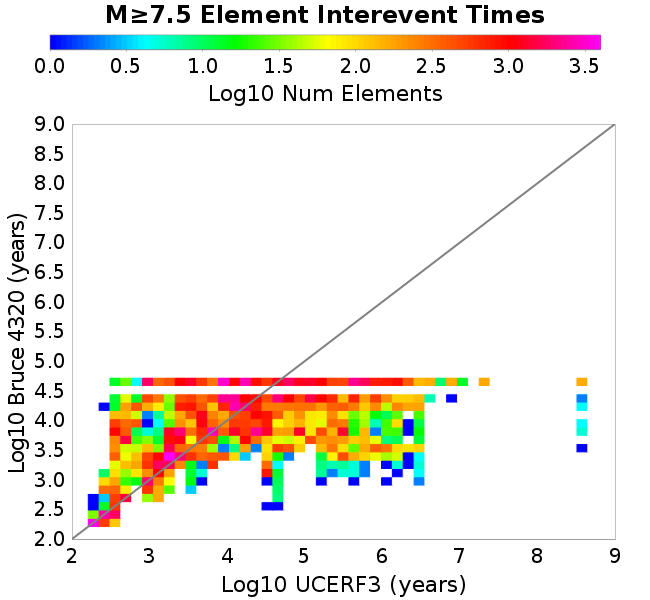 M≥7.5 Element Interevent Times
0.0 0.5 1.0 1.5 2.0 2.5 3.0 3.5
Log10 Num Elements
9.0
8.5
8.0
7.5
7.0
6.5
6.0
5.5
5.0
4.5
4.0
3.5
3.0
2.5
2.0
Log10 Bruce 4320 (years)
2 3 4 5 6 7 8 9
Log10 UCERF3 (years)